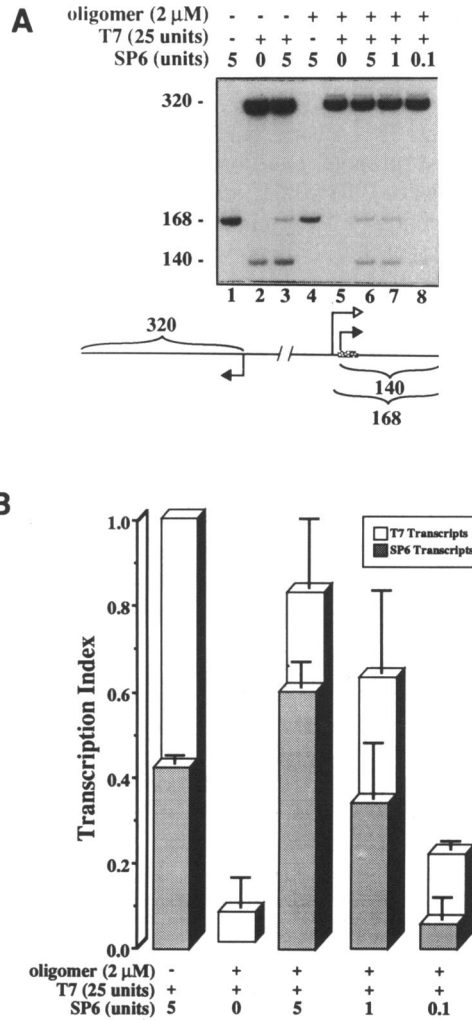 A
oligomer (2 μM) - - - + + + + +
T7 (25 units) - + + - + + + +
SP6 (units) 5 0 5 5 0 5 1 0.1
320 -
168 -
140 -
1 2 3 4 5 6 7 8
320
140
168
B
1.0
0.8
0.6
0.4
0.2
0.0
Transcription Index
T7 Transcripts
SP6 Transcripts
oligomer (2 μM) - + + + +
T7 (25 units) + + + + +
SP6 (units) 5 0 5 1 0.1